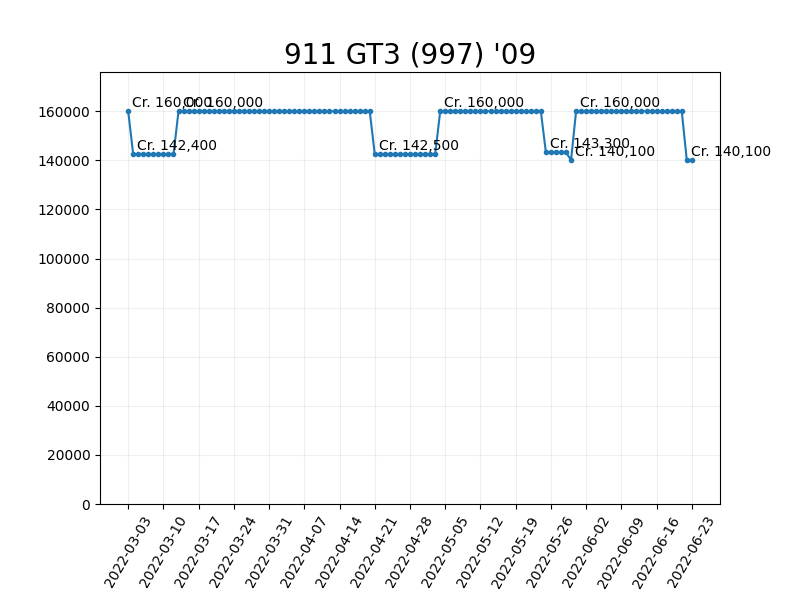 911 GT3 (997) '09
Cr. 160,000
Cr. 160,000
Cr. 160,000
Cr. 160,000
Cr. 142,400
Cr. 142,500
Cr. 143,300
Cr. 140,100
Cr. 140,100
160000
140000
120000
100000
80000
60000
40000
20000
0
2022-03-03
2022-03-10
2022-03-17
2022-03-24
2022-03-31
2022-04-07
2022-04-14
2022-04-21
2022-04-28
2022-05-05
2022-05-12
2022-05-19
2022-05-26
2022-06-02
2022-06-09
2022-06-16
2022-06-23